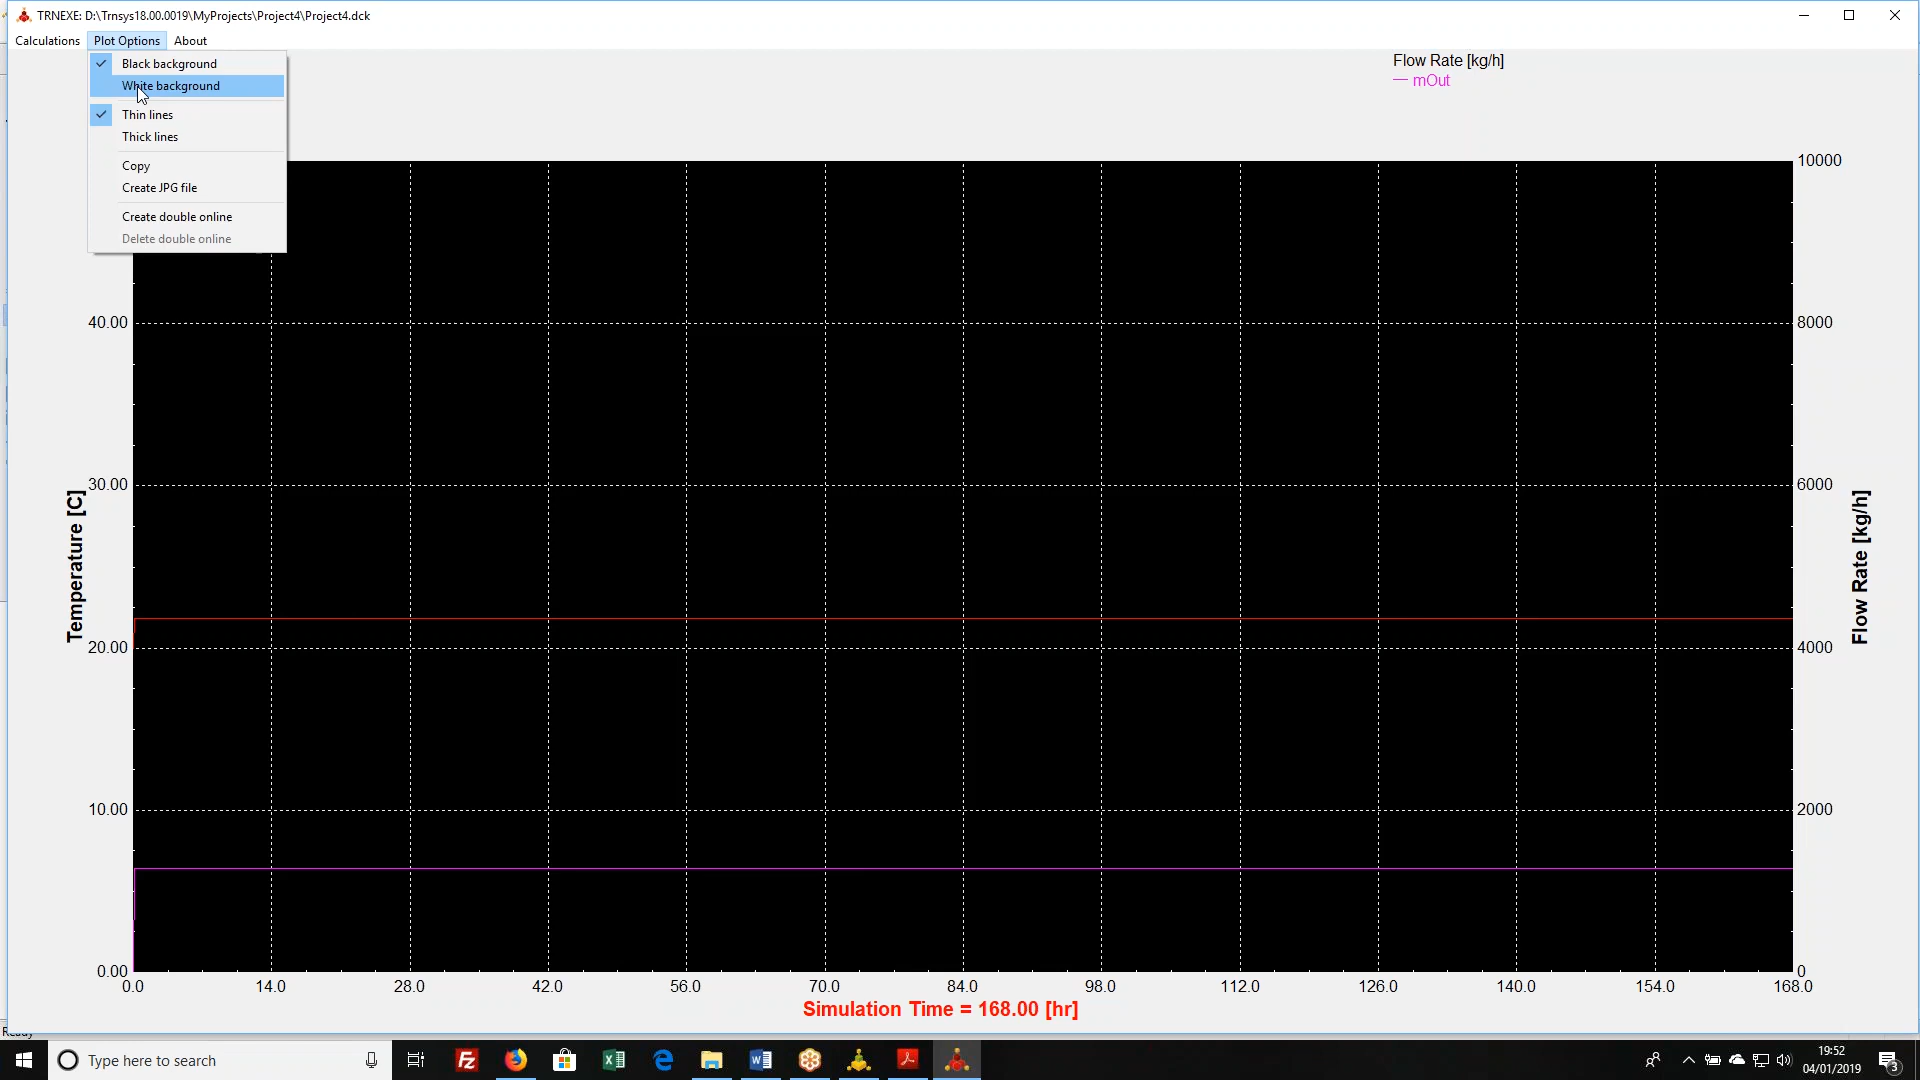 TRNEXE: D:\Trnsys18.00.0019\MyProjects\Project4\Project4.dck
Calculations Plot Options About
Black background
White background
Thin lines
Thick lines
Copy
Create JPG file
Create double online
Delete double online
Flow Rate [kg/h]
mOut
10000
40.00 8000
30.00 6000
Temperature [C]
Flow Rate [kg/h]
20.00 4000
10.00 2000
0.00 0
0.0 14.0 28.0 42.0 56.0 70.0 84.0 98.0 112.0 126.0 140.0 154.0 168.0
Simulation Time = 168.00 [hr]
Ready
Type here to search
19:52
04/01/2019
3